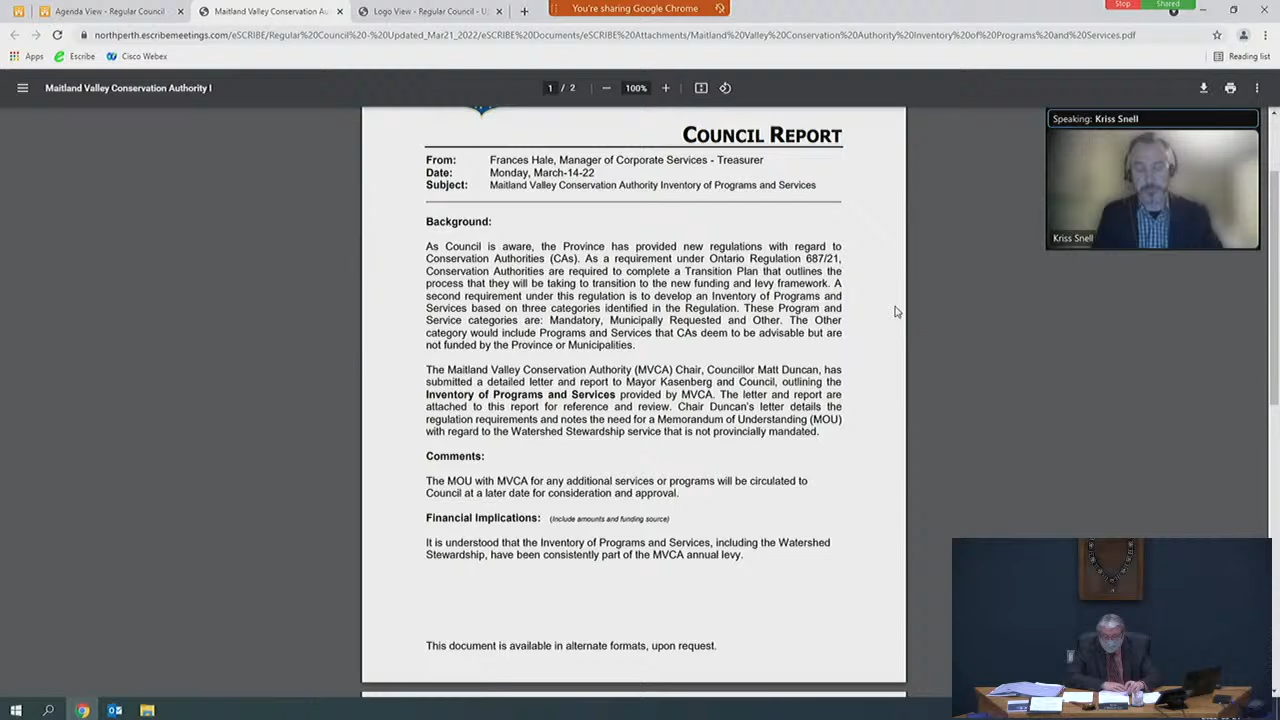 Agenda View - Regular Council
Maitland Valley Conservation Au
Logo View - Regular Council - U
You're sharing Google Chrome
Stop
Shared
northperth.escribemeetings.com/eSCRIBE/Regular%20Council%20-%20Updated_Mar21_2022/eSCRIBE%20Documents/eSCRIBE%20Attachments/Maitland%20Valley%20Conservation%20Authority%20Inventory%20of%20Programs%20and%20Services.pdf
Apps
Escribe
Cisco Webex
Reading list
Maitland Valley Conservation Authority I
1 / 2
100%
COUNCIL REPORT
From: Frances Hale, Manager of Corporate Services - Treasurer
Date: Monday, March-14-22
Subject: Maitland Valley Conservation Authority Inventory of Programs and Services
Background:
As Council is aware, the Province has provided new regulations with regard to
Conservation Authorities (CAs). As a requirement under Ontario Regulation 687/21,
Conservation Authorities are required to complete a Transition Plan that outlines the
process that they will be taking to transition to the new funding and levy framework. A
second requirement under this regulation is to develop an Inventory of Programs and
Services based on three categories identified in the Regulation. These Program and
Service categories are: Mandatory, Municipally Requested and Other. The Other
category would include Programs and Services that CAs deem to be advisable but are
not funded by the Province or Municipalities.
The Maitland Valley Conservation Authority (MVCA) Chair, Councillor Matt Duncan, has
submitted a detailed letter and report to Mayor Kasenberg and Council, outlining the
Inventory of Programs and Services provided by MVCA. The letter and report are
attached to this report for reference and review. Chair Duncan's letter details the
regulation requirements and notes the need for a Memorandum of Understanding (MOU)
with regard to the Watershed Stewardship service that is not provincially mandated.
Comments:
The MOU with MVCA for any additional services or programs will be circulated to
Council at a later date for consideration and approval.
Financial Implications: (Include amounts and funding source)
It is understood that the Inventory of Programs and Services, including the Watershed
Stewardship, have been consistently part of the MVCA annual levy.
This document is available in alternate formats, upon request.
Speaking: Kriss Snell
Kriss Snell